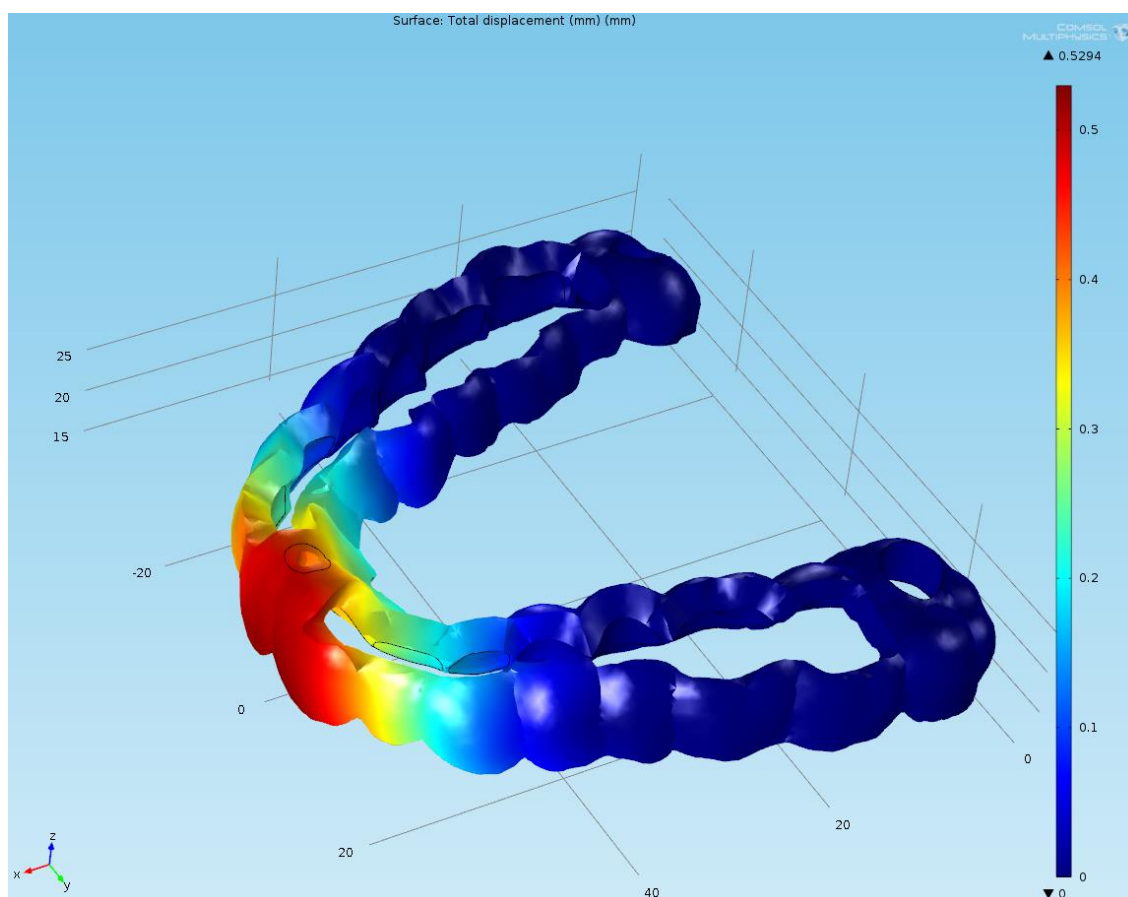 Surface: Total displacement (mm) (mm)
COMSOL
MULTIPHYSICS
▲ 0.5294
0.5
0.4
0.3
0.2
0.1
0
▼ 0
25
20
15
-20
0
20
40
20
0
z
x
y